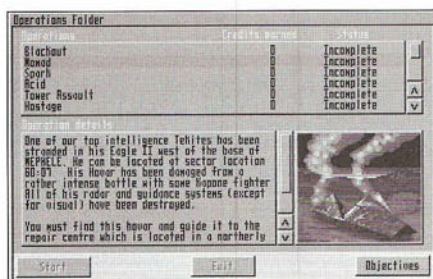 Operations Folder
Operations Credits earned Status
Blackout 0 Incomplete
Nomad 0 Incomplete
Spark 0 Incomplete
Acid 0 Incomplete
Tower Assault 0 Incomplete
Hostage 0 Incomplete
Operation details
One of our top intelligence Tehites has been
stranded in his Eagle II west of the base of
NEPHELE. He can be located at sector location
60:07. His Havar has been damaged from a
rather intense battle with some Kapone fighter
All of his radar and guidance systems (except
for visual) have been destroyed.
You must find this havar and guide it to the
repair centre which is located in a northerly
Start Exit Objectives